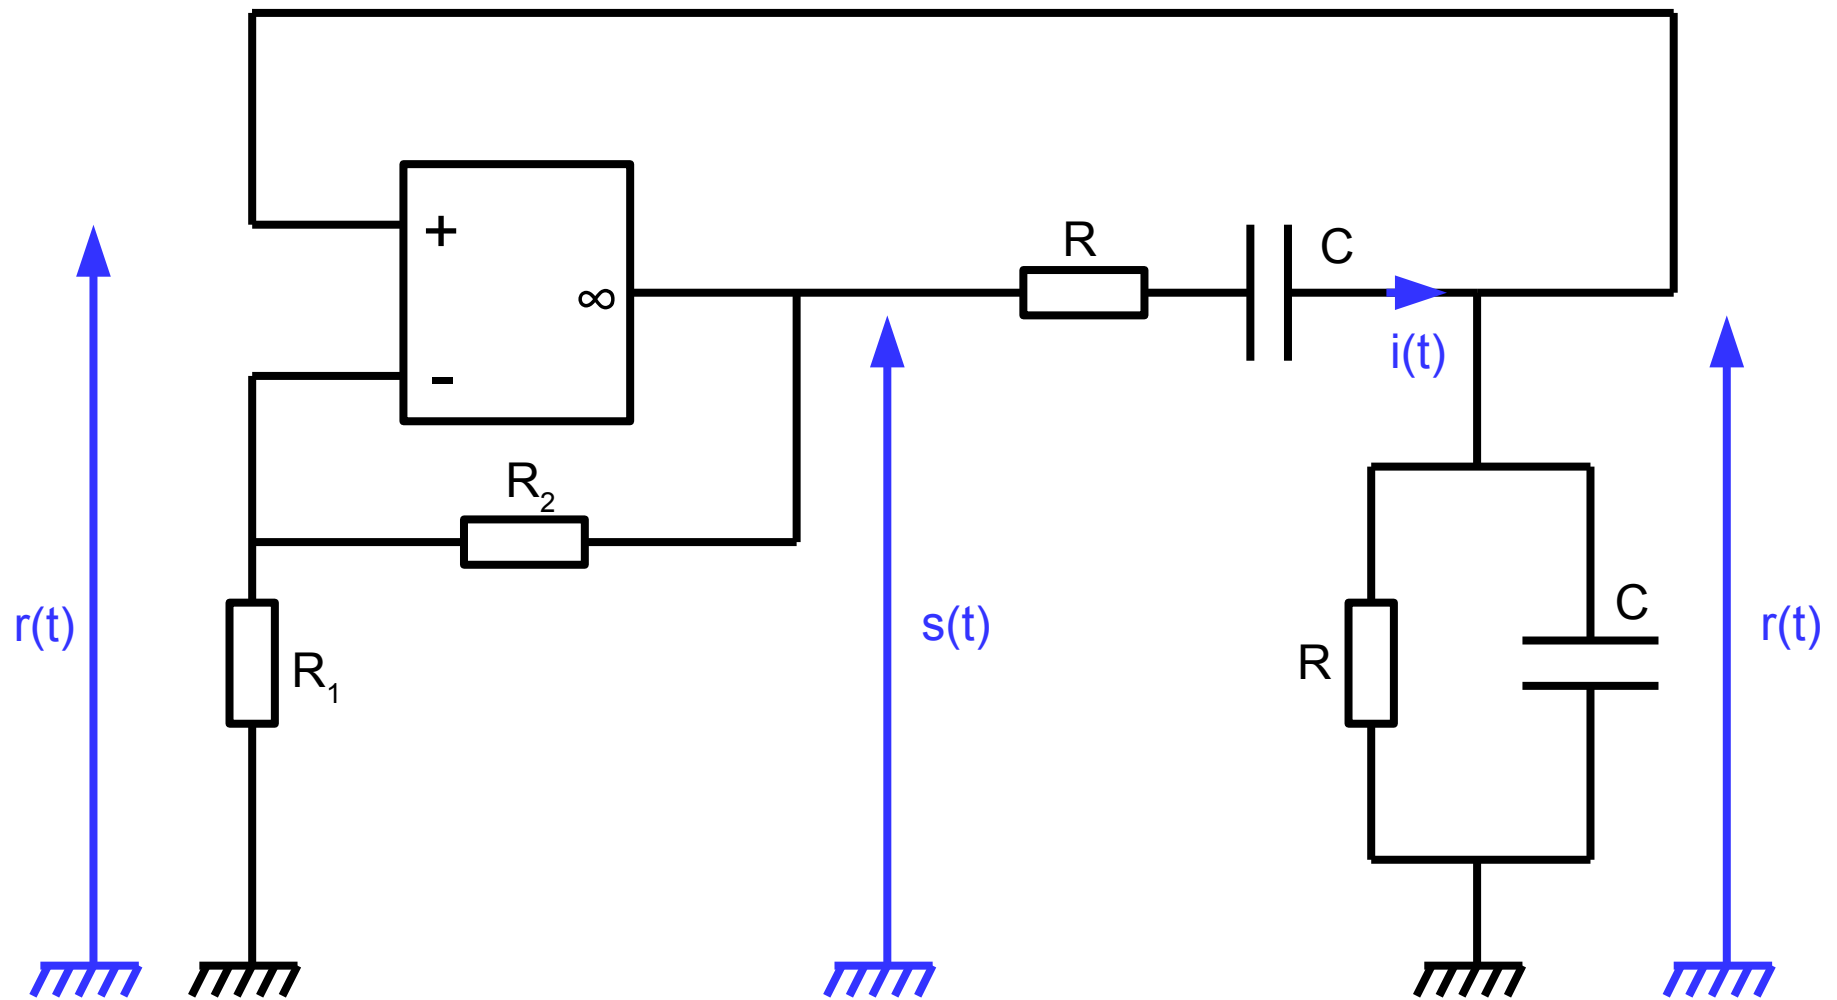 R
C
+
∞
i(t)
-
R₂
C
r(t)
s(t)
r(t)
R
R₁